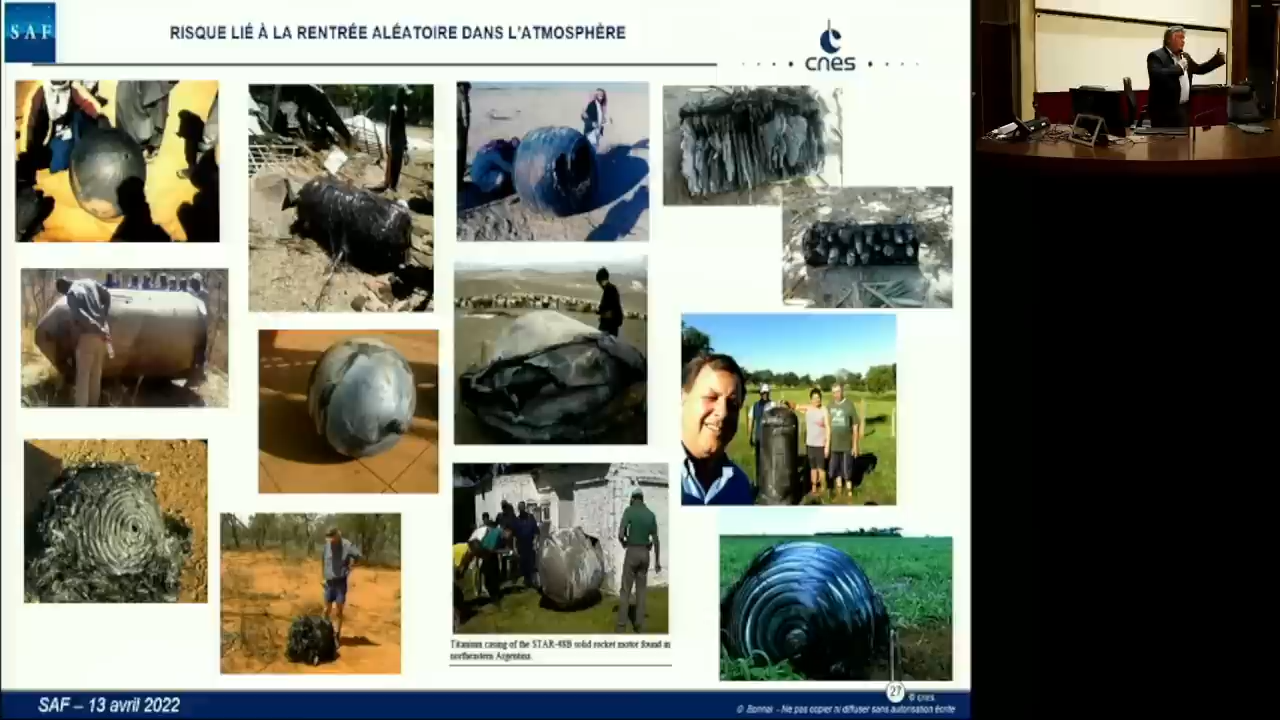 SAF
RISQUE LIÉ À LA RENTRÉE ALÉATOIRE DANS L'ATMOSPHÈRE
cnes
Titanium casing of the STAR-48B solid rocket motor found in
northeastern Argentina.
27
© cnes
SAF – 13 avril 2022
© Bonnal - Ne pas copier ni diffuser sans autorisation écrite